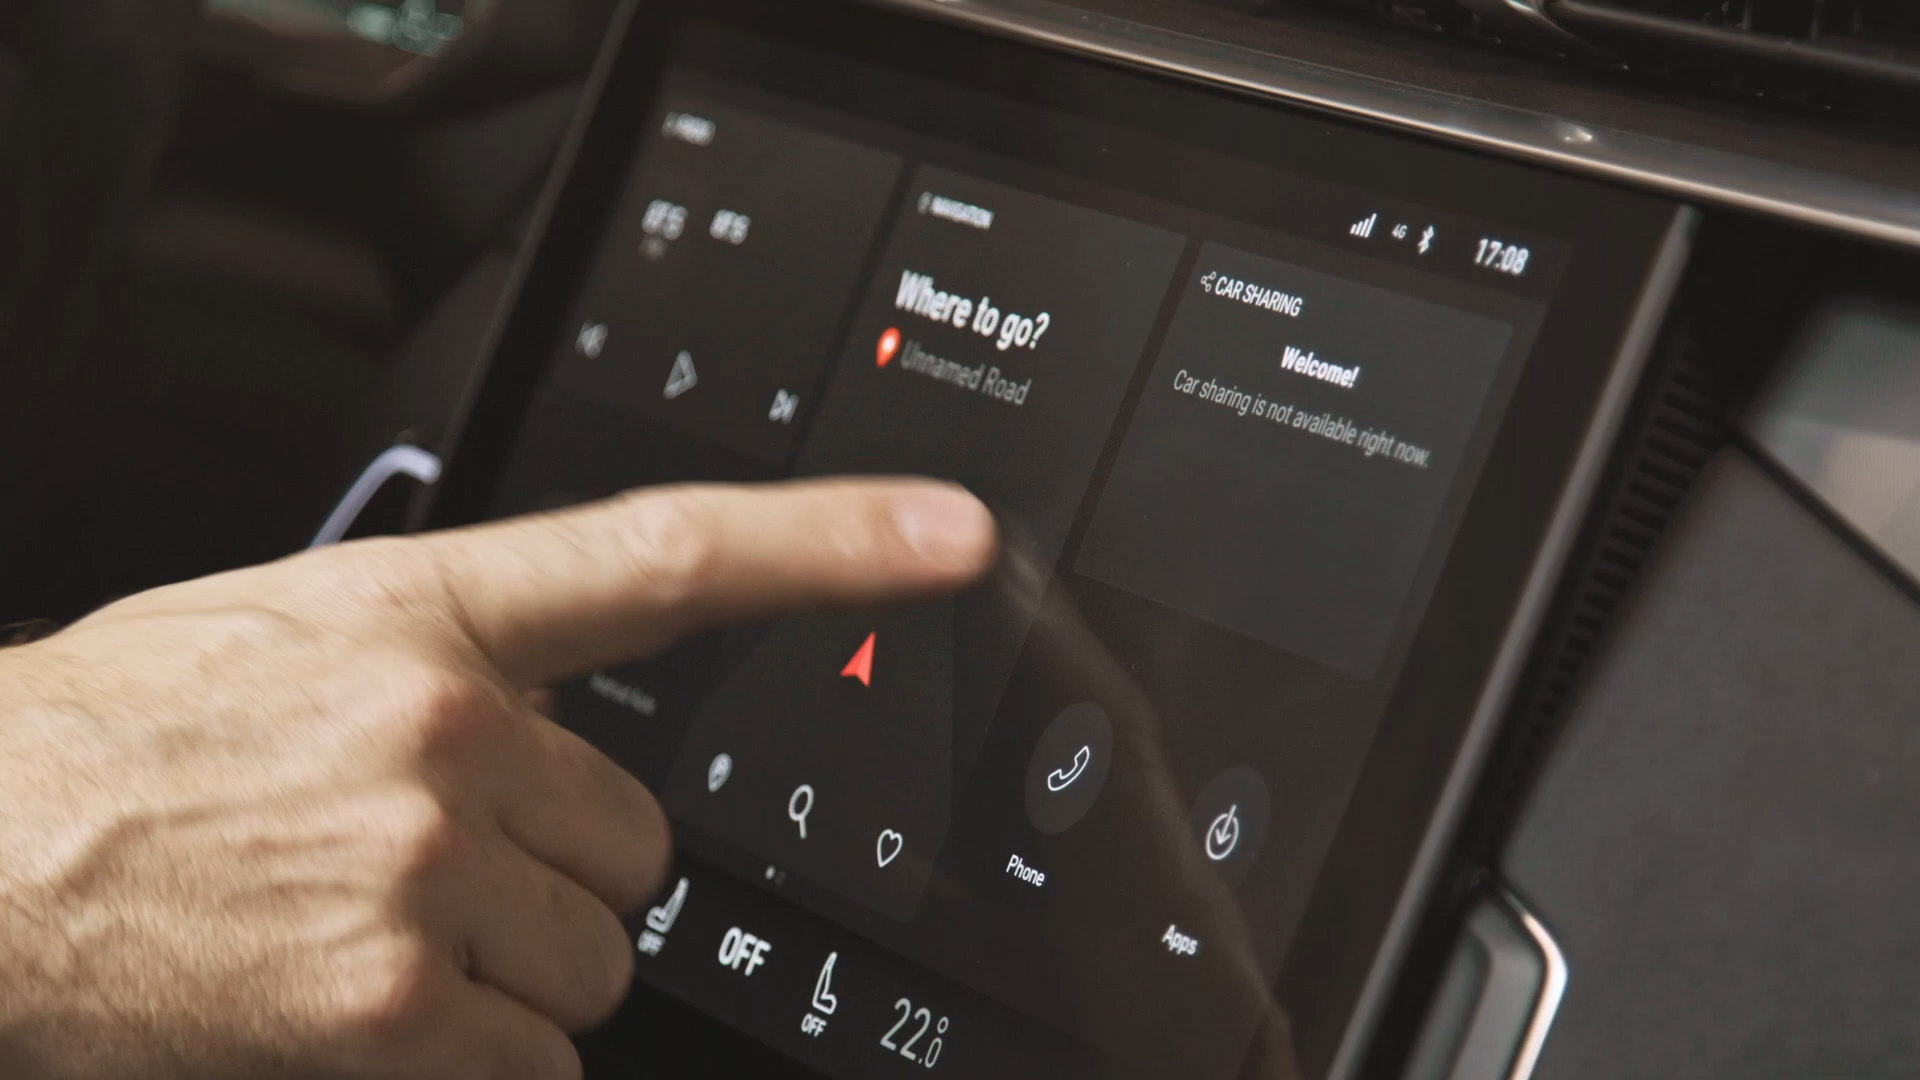 4G
17:08
NAVIGATION
Where to go?
Unnamed Road
CAR SHARING
Welcome!
Car sharing is not available right now.
Phone
Apps
OFF
OFF
OFF
22.0°